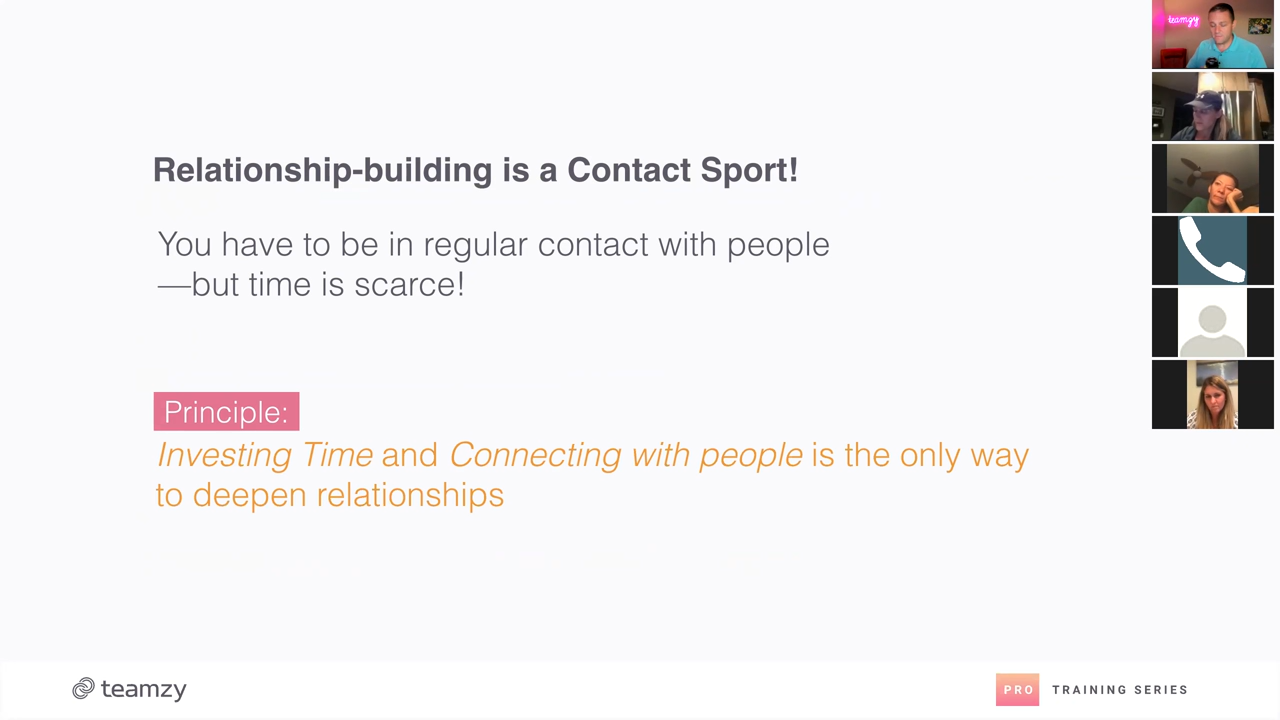 Relationship-building is a Contact Sport!
You have to be in regular contact with people
—but time is scarce!
Principle:
Investing Time and Connecting with people is the only way
to deepen relationships
teamzy
PRO TRAINING SERIES
teamzy